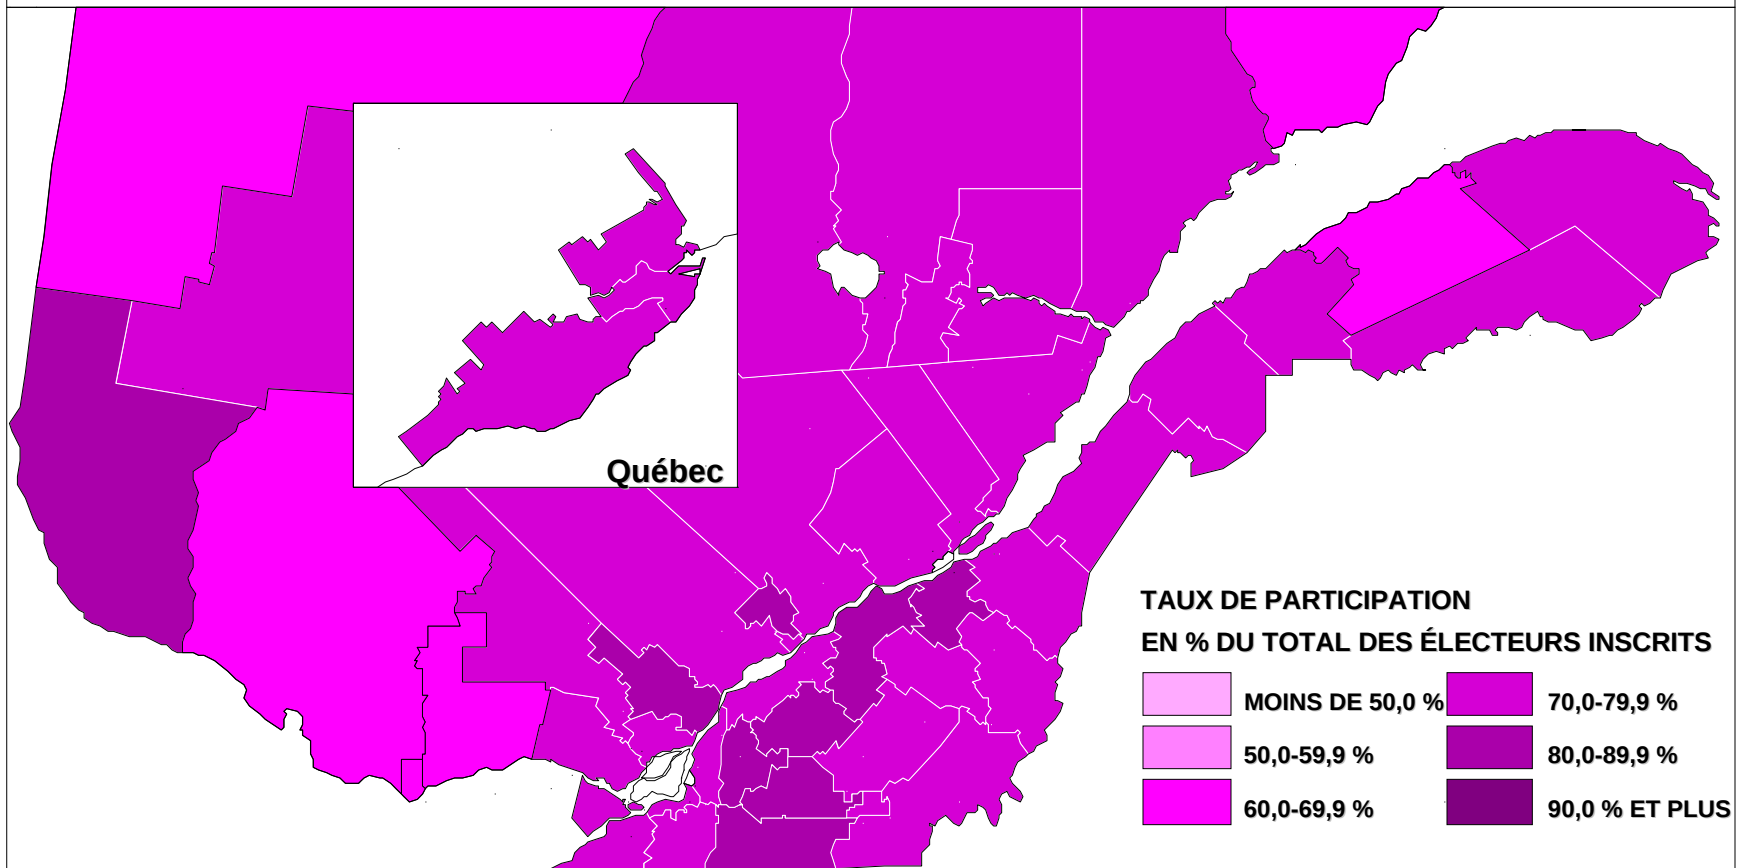 Québec
TAUX DE PARTICIPATION
EN % DU TOTAL DES ÉLECTEURS INSCRITS
MOINS DE 50,0 %
50,0-59,9 %
60,0-69,9 %
70,0-79,9 %
80,0-89,9 %
90,0 % ET PLUS